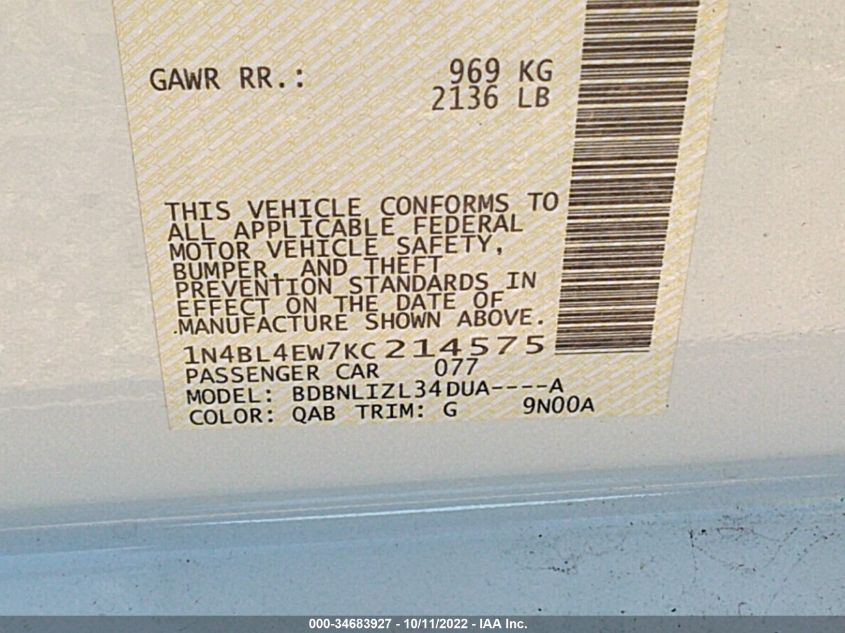 GAWR RR.: 969 KG
2136 LB
THIS VEHICLE CONFORMS TO
ALL APPLICABLE FEDERAL
MOTOR VEHICLE SAFETY,
BUMPER, AND THEFT
PREVENTION STANDARDS IN
EFFECT ON THE DATE OF
MANUFACTURE SHOWN ABOVE.
1N4BL4EW7KC214575
PASSENGER CAR 077
MODEL: BDBNLIZL34DUA----A
COLOR: QAB TRIM: G 9N00A
000-34683927 - 10/11/2022 - IAA Inc.